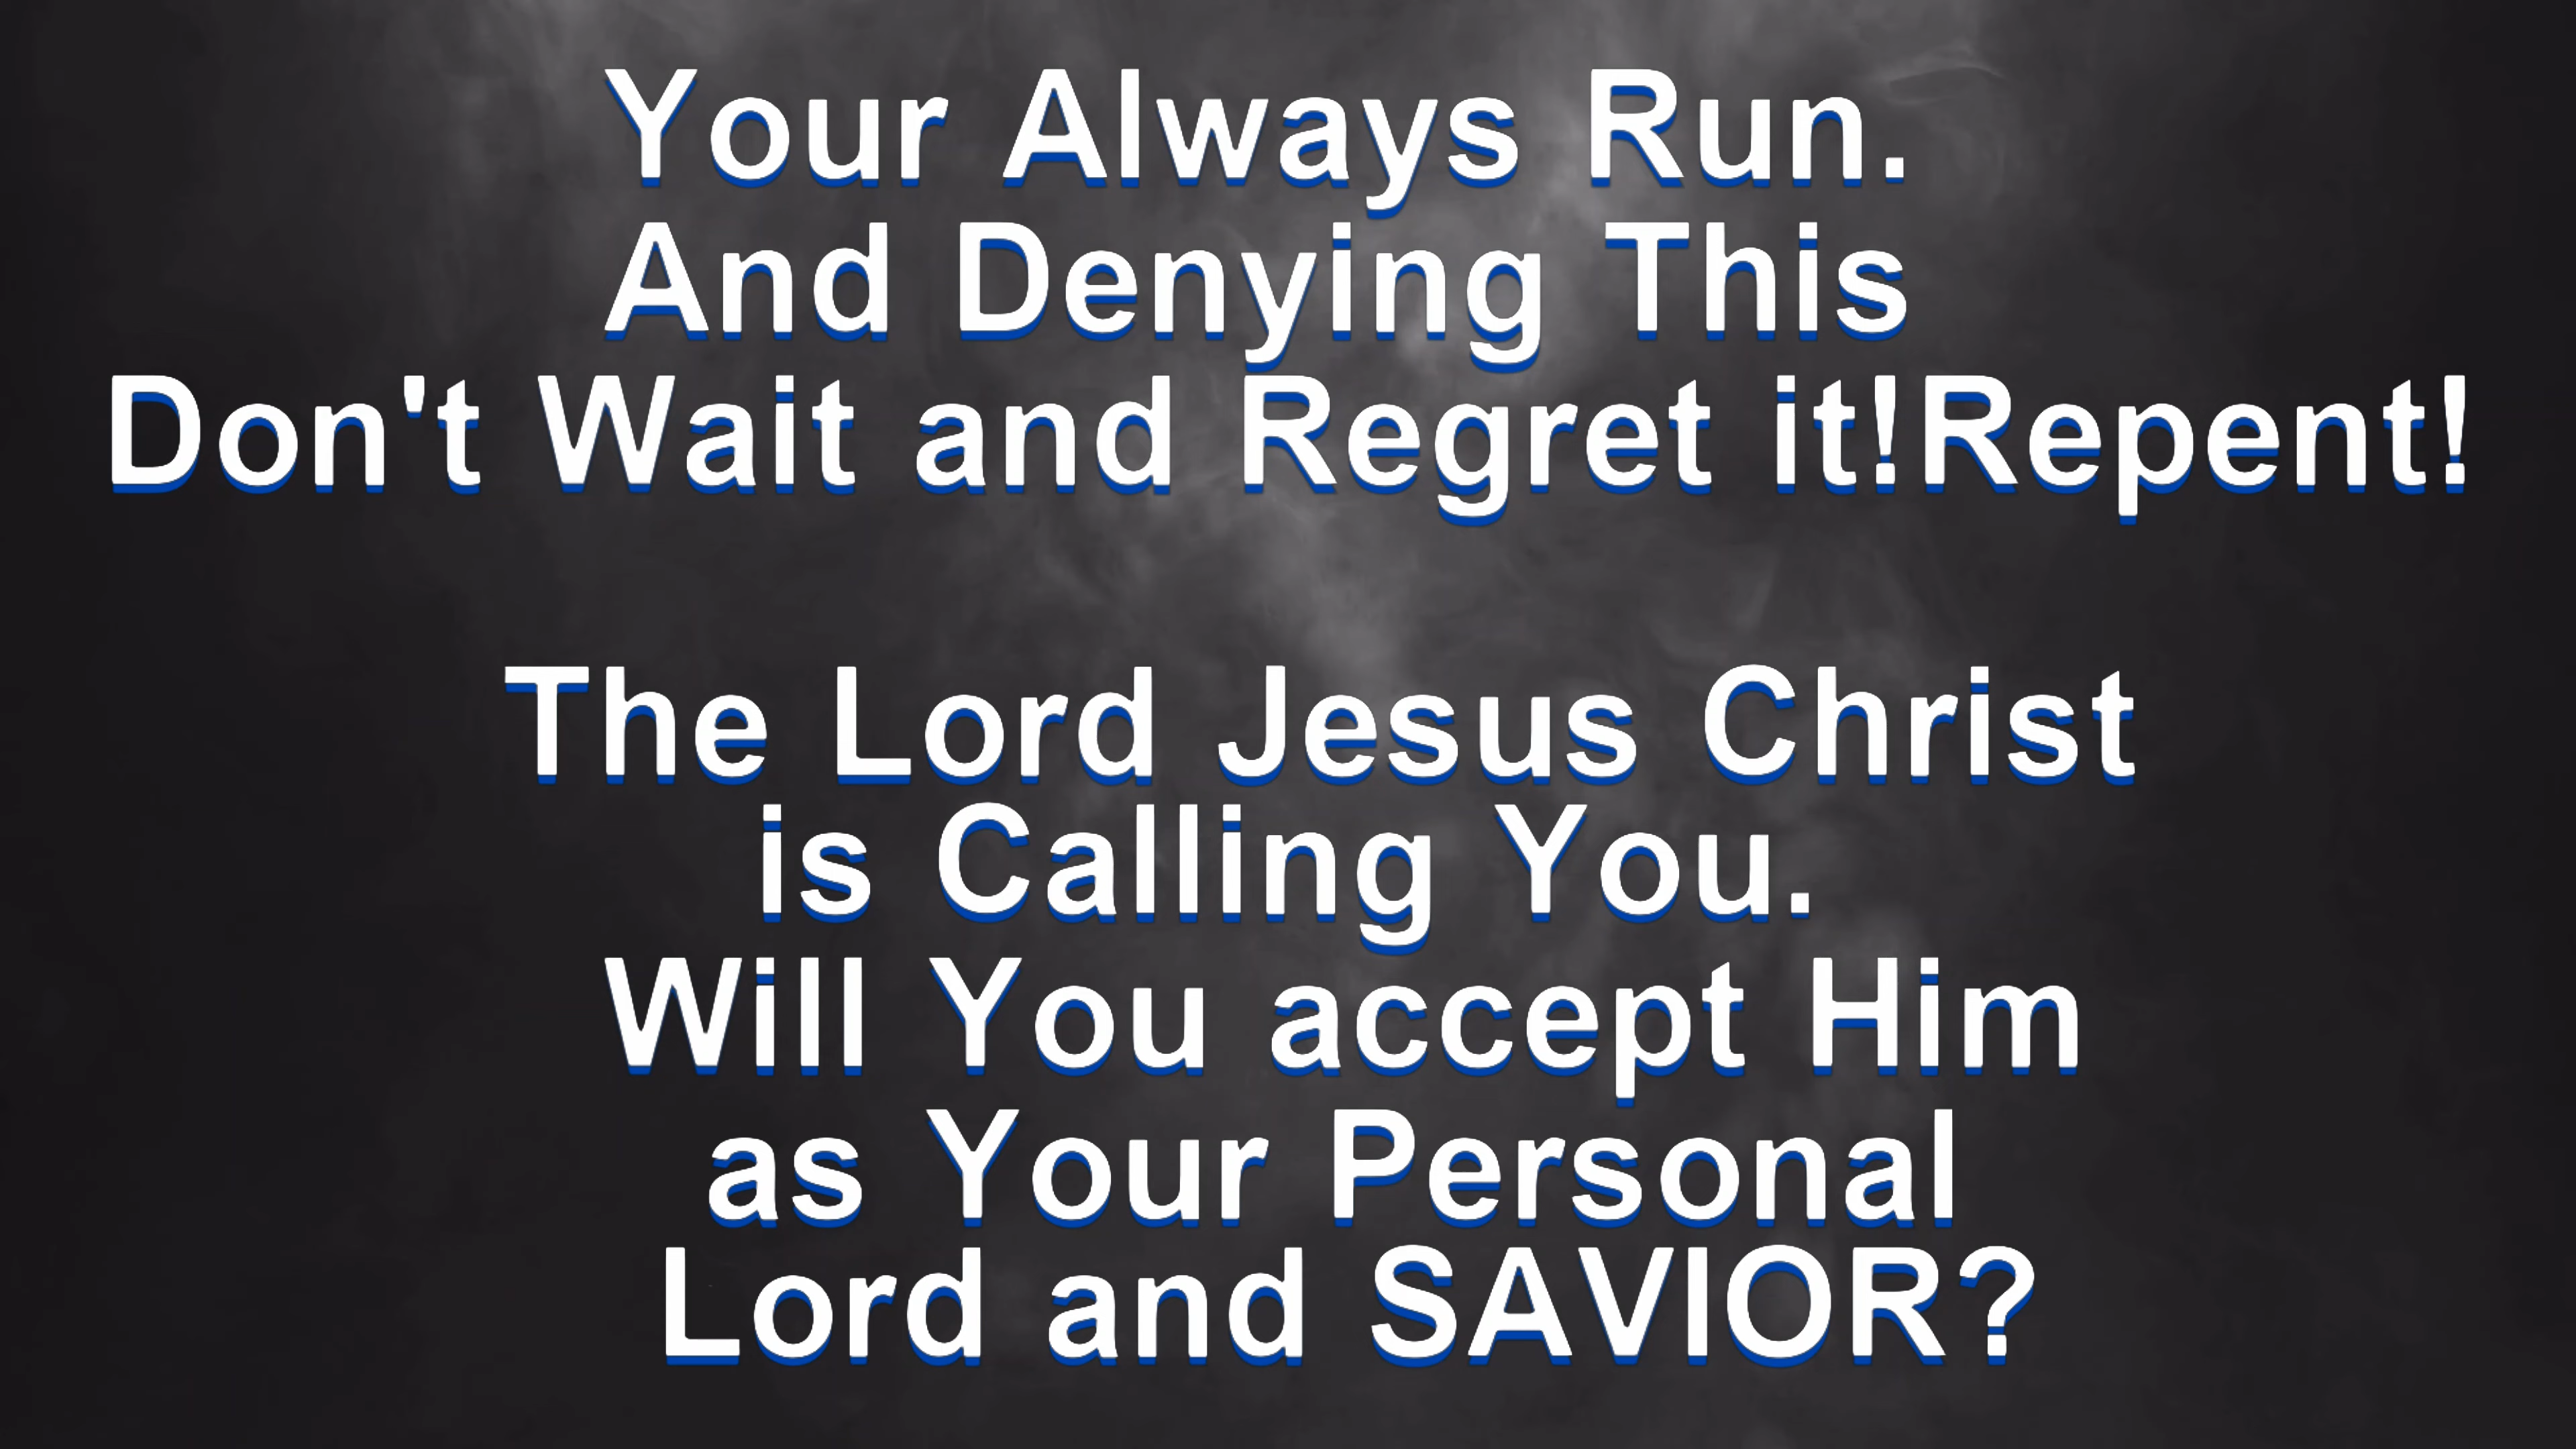 Your Always Run.
And Denying This
Don't Wait and Regret it!Repent!
The Lord Jesus Christ
is Calling You.
Will You accept Him
as Your Personal
Lord and SAVIOR?